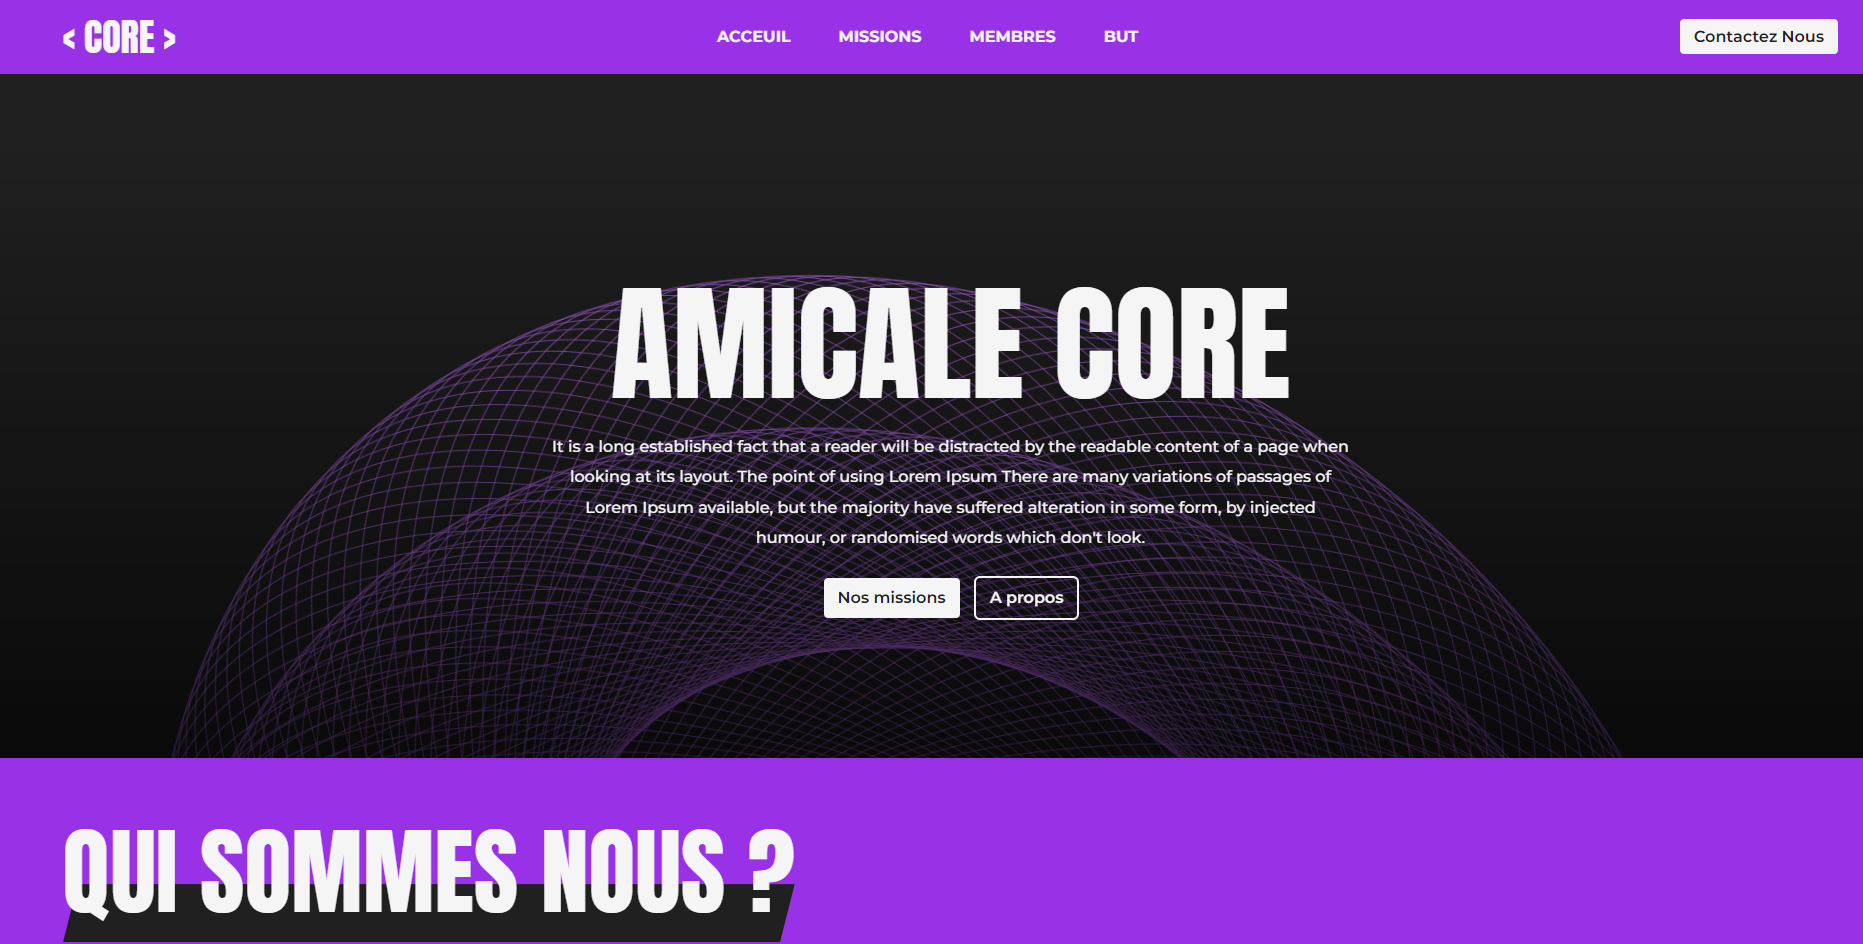 < CORE >
ACCEUIL MISSIONS MEMBRES BUT
Contactez Nous
AMICALE CORE
It is a long established fact that a reader will be distracted by the readable content of a page when
looking at its layout. The point of using Lorem Ipsum There are many variations of passages of
Lorem Ipsum available, but the majority have suffered alteration in some form, by injected
humour, or randomised words which don't look.
Nos missions
A propos
QUI SOMMES NOUS ?